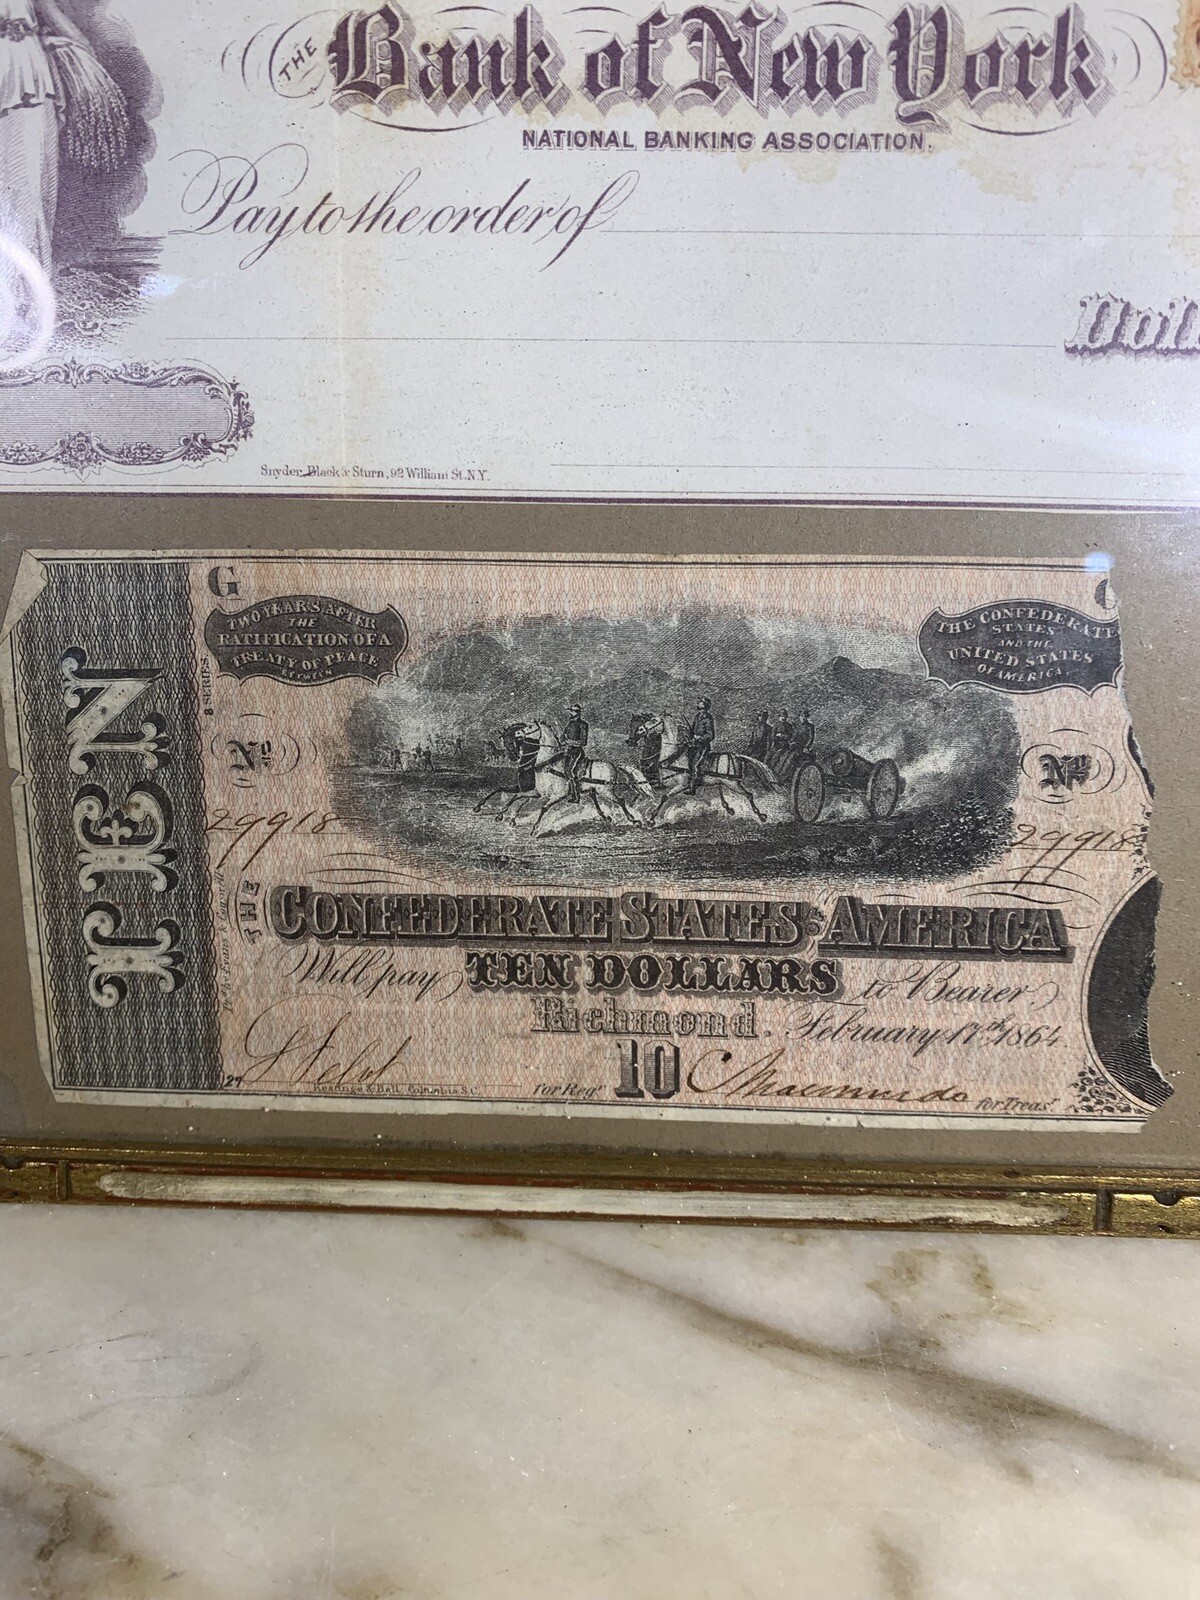 THE
Bank of New York
NATIONAL BANKING ASSOCIATION.
Pay to the order of
Snyder, Black & Sturn, 92 William St. N.Y.
TEN
G
TWO YEARS AFTER
THE
RATIFICATION OF A
TREATY OF PEACE
BETWEEN
THE CONFEDERATE
STATES
AND THE
UNITED STATES
OF AMERICA.
8 SERIES.
No
No
29918
29918
THE
CONFEDERATE STATES OF AMERICA
Will pay TEN DOLLARS to Bearer.
Richmond. February 17th 1864.
27
Keatinge & Ball Columbia S.C.
for Regr.
10
for Treasr.